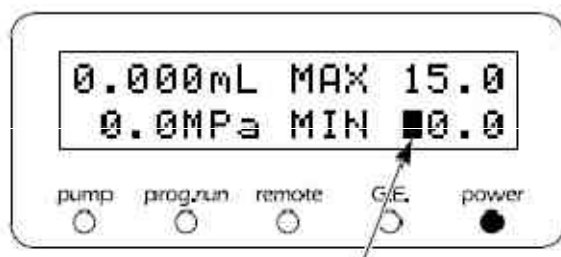 0.000mL MAX 15.0
0.0MPa MIN █0.0
pump prog.run remote G.E. power